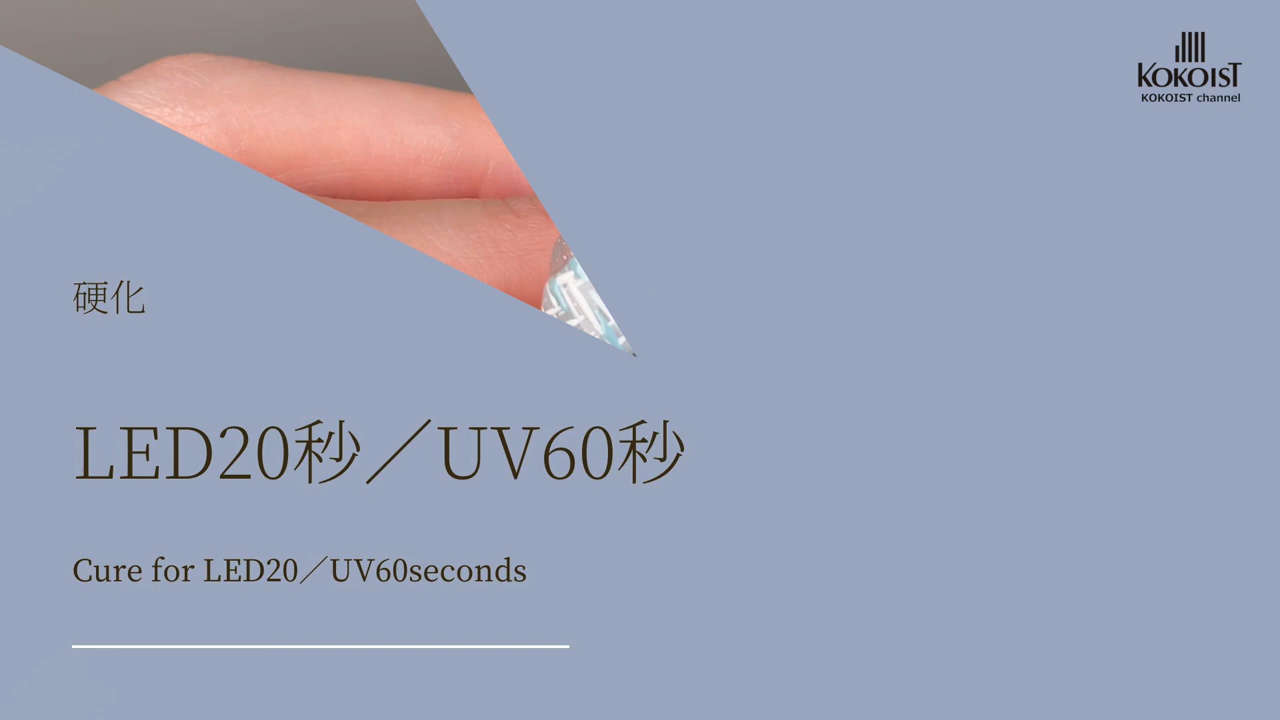 KOKOIST
KOKOIST channel
硬化
LED20秒／UV60秒
Cure for LED20／UV60seconds